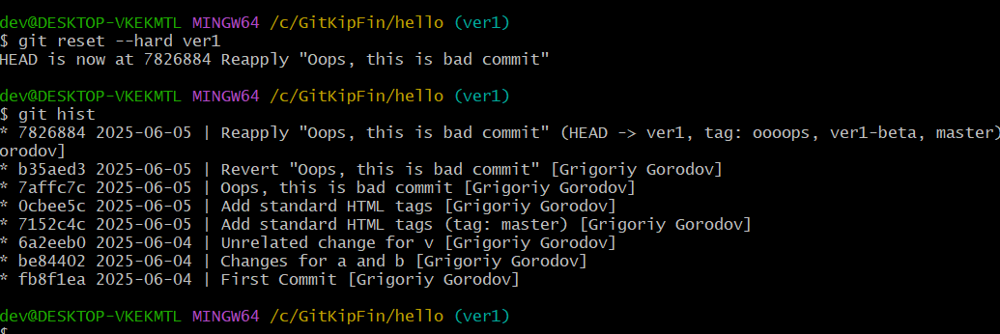 dev@DESKTOP-VKEKMTL MINGW64 /c/GitKipFin/hello (ver1)
$ git reset --hard ver1
HEAD is now at 7826884 Reapply "Oops, this is bad commit"
dev@DESKTOP-VKEKMTL MINGW64 /c/GitKipFin/hello (ver1)
$ git hist
* 7826884 2025-06-05 | Reapply "Oops, this is bad commit" (HEAD -> ver1, tag: oooops, ver1-beta, master)
orodov]
* b35aed3 2025-06-05 | Revert "Oops, this is bad commit" [Grigoriy Gorodov]
* 7affc7c 2025-06-05 | Oops, this is bad commit [Grigoriy Gorodov]
* 0cbee5c 2025-06-05 | Add standard HTML tags [Grigoriy Gorodov]
* 7152c4c 2025-06-05 | Add standard HTML tags (tag: master) [Grigoriy Gorodov]
* 6a2eeb0 2025-06-04 | Unrelated change for v [Grigoriy Gorodov]
* be84402 2025-06-04 | Changes for a and b [Grigoriy Gorodov]
* fb8f1ea 2025-06-04 | First Commit [Grigoriy Gorodov]
dev@DESKTOP-VKEKMTL MINGW64 /c/GitKipFin/hello (ver1)
$